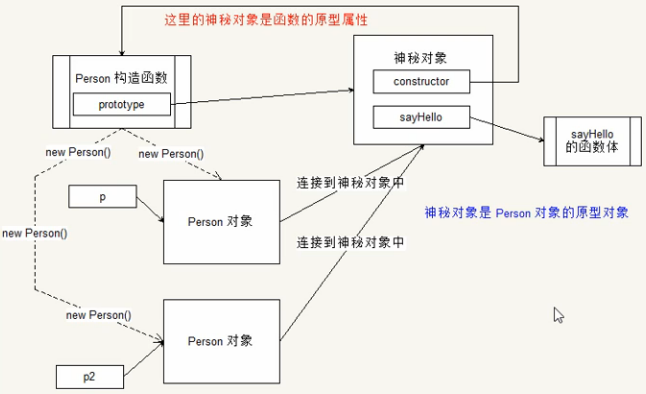 这里的神秘对象是函数的原型属性
神秘对象
Person 构造函数
constructor
prototype
sayHello
sayHello
的函数体
new Person()
new Person()
连接到神秘对象中
p
Person 对象
神秘对象是 Person 对象的原型对象
new Person()
连接到神秘对象中
new Person()
Person 对象
p2